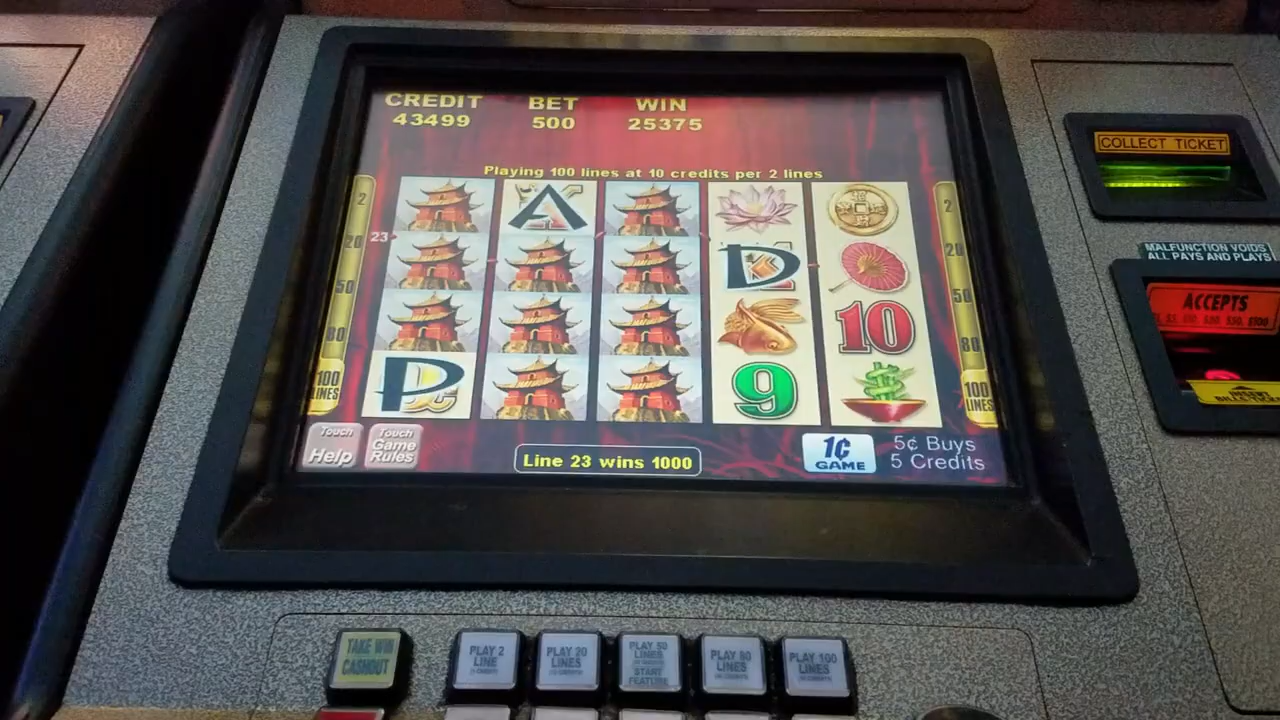 CREDIT BET WIN
43499 500 25375
Playing 100 lines at 10 credits per 2 lines
2 2
23
20 20
50 50
80 80
100 LINES 100 LINES
A
D
10
9
Touch Help
Touch Game Rules
Line 23 wins 1000
1¢ GAME
5¢ Buys
5 Credits
COLLECT TICKET
MALFUNCTION VOIDS
ALL PAYS AND PLAYS
ACCEPTS
TAKE WIN
CASHOUT
PLAY 2
LINE
PLAY 20
LINES
PLAY 50
LINES
START
FEATURE
PLAY 80
LINES
PLAY 100
LINES